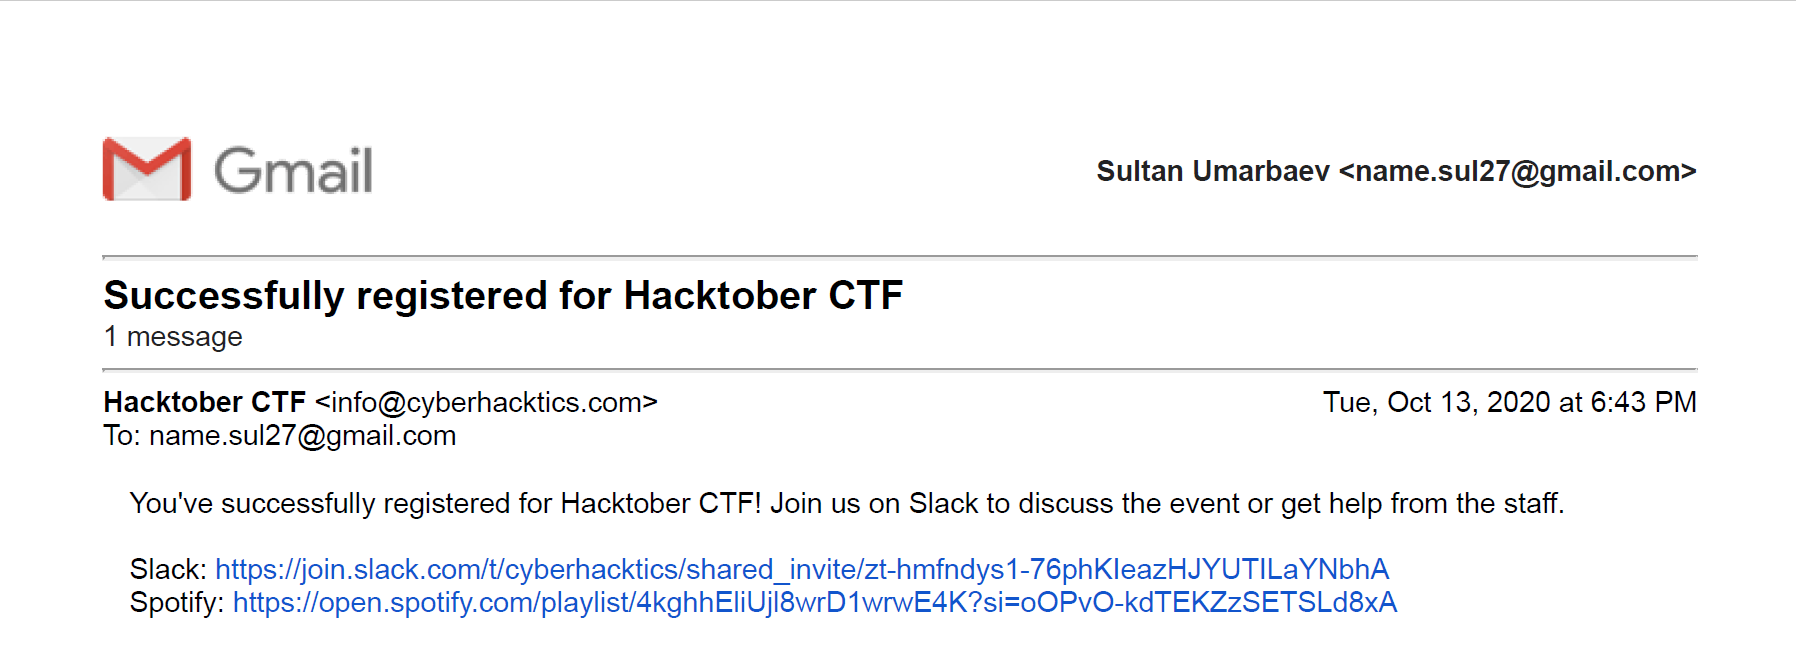 Gmail
Sultan Umarbaev <name.sul27@gmail.com>
Successfully registered for Hacktober CTF
1 message
Hacktober CTF <info@cyberhacktics.com>
Tue, Oct 13, 2020 at 6:43 PM
To: name.sul27@gmail.com
You've successfully registered for Hacktober CTF! Join us on Slack to discuss the event or get help from the staff.
Slack: https://join.slack.com/t/cyberhacktics/shared_invite/zt-hmfndys1-76phKIeazHJYUTILaYNbhA
Spotify: https://open.spotify.com/playlist/4kghhEliUjl8wrD1wrwE4K?si=oOPvO-kdTEKZzSETSLd8xA